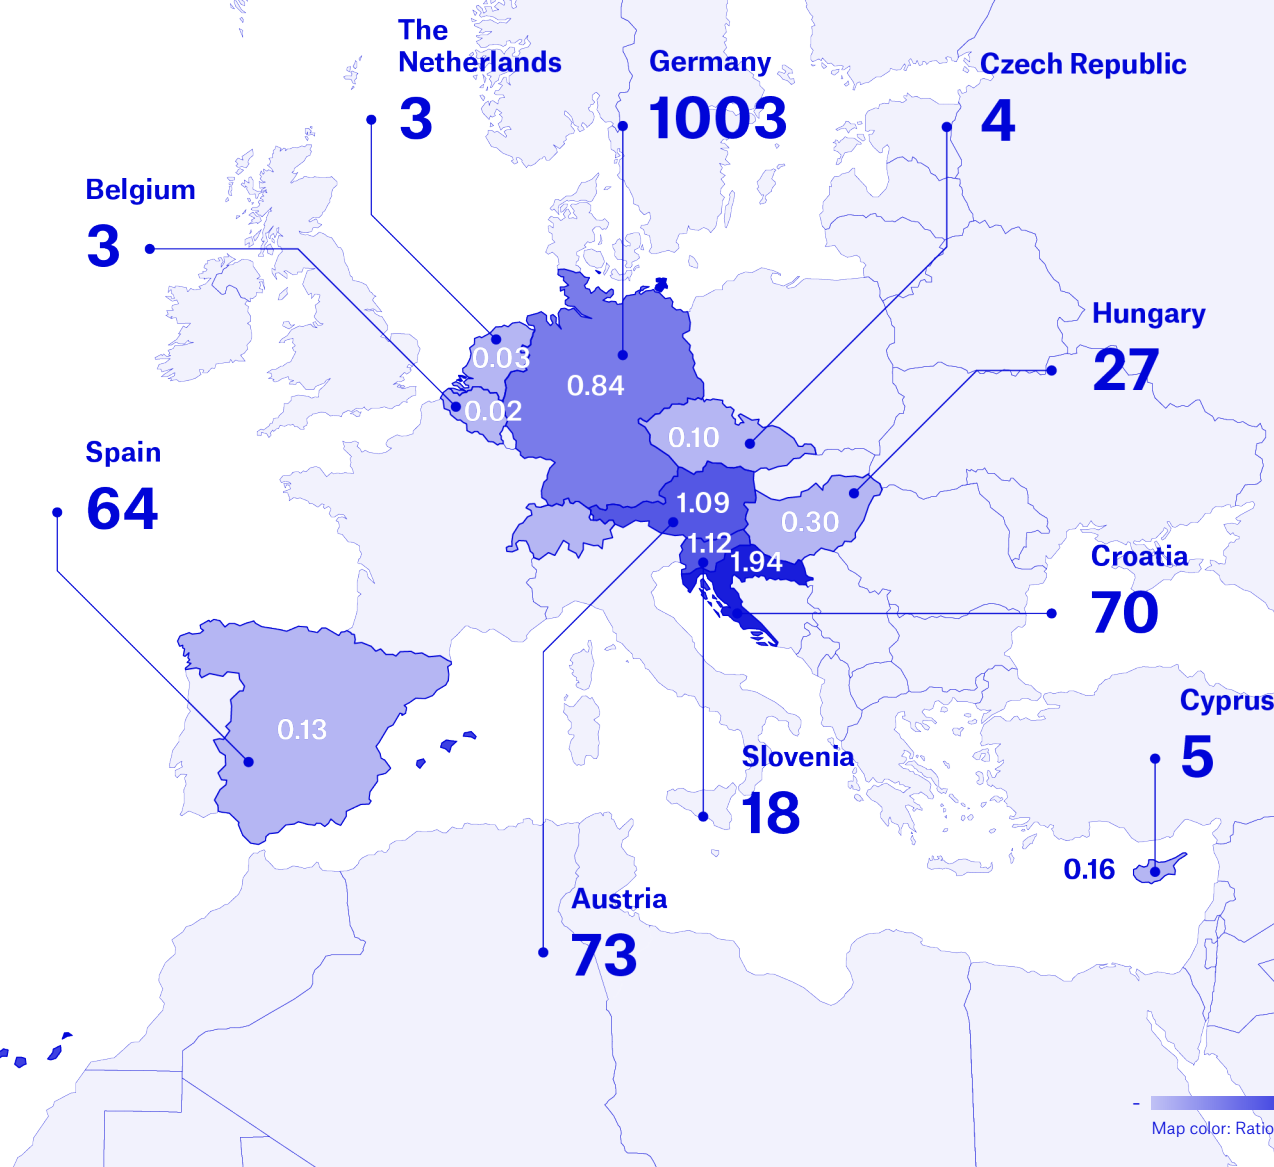 The
Netherlands
3
Germany
1003
Czech Republic
4
Belgium
3
Hungary
27
0.03
0.84
0.02
0.10
Spain
64
1.09
0.30
1.12
1.94
Croatia
70
0.13
Cyprus
5
Slovenia
18
0.16
Austria
73
-
Map color: Ratio